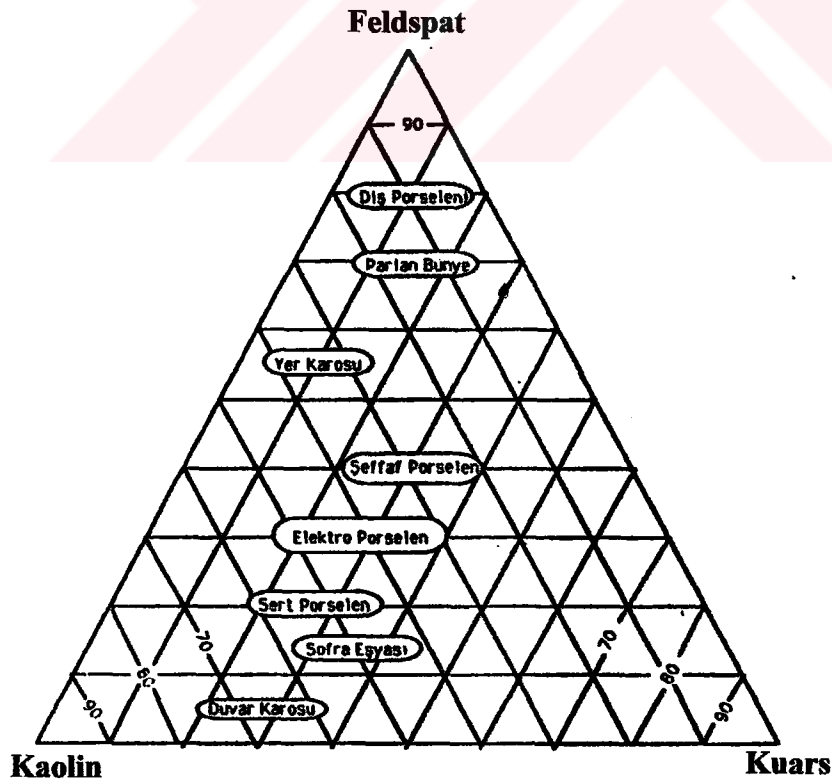 Feldspat
90
Diş Porseleni
Parian Bünye
Yer Karosu
Şeffaf Porselen
Elektro Porselen
Sert Porselen
70
70
Sofra Eşyası
80
80
90
Duvar Karosu
90
Kaolin
Kuars